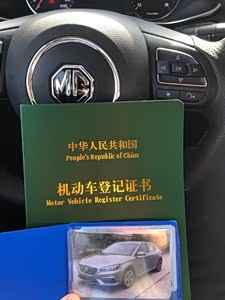 MG
OK
中华人民共和国
People's Republic of China
机动车登记证书
Motor Vehicle Register Certificate